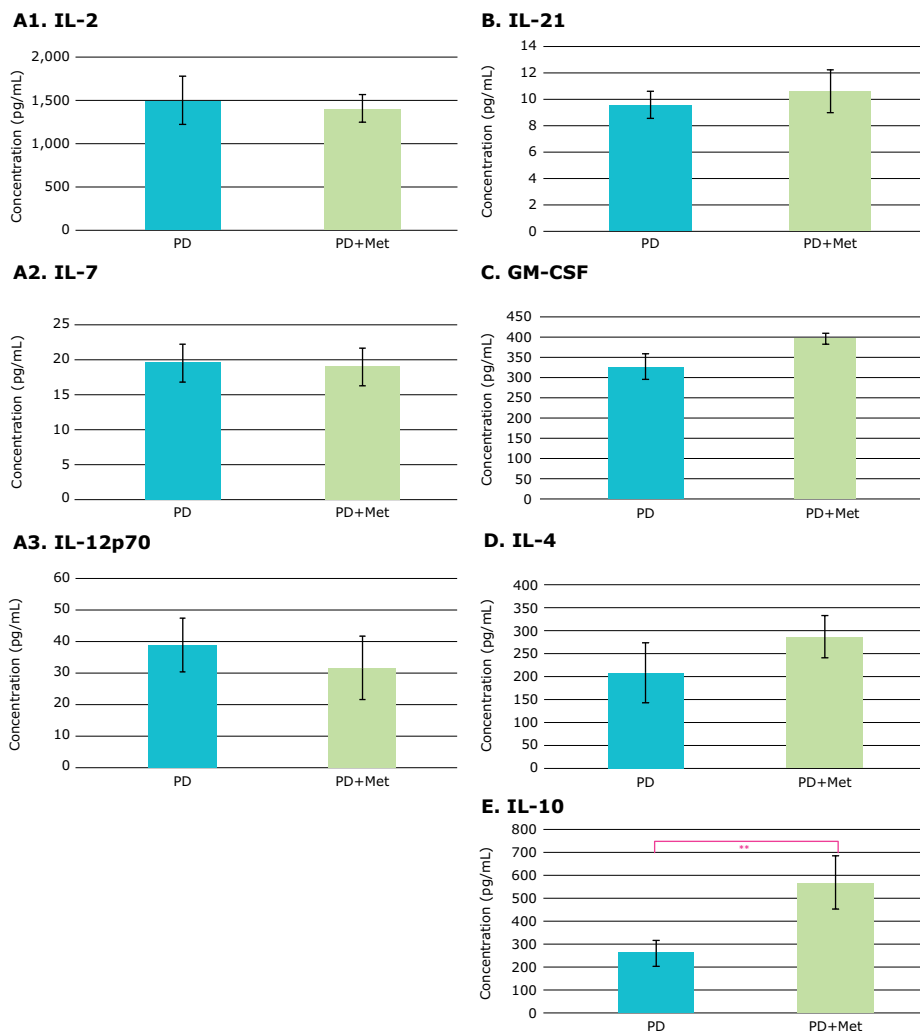 A1. IL-2
Concentration (pg/mL)
2,000
1,500
1,000
500
0
PD
PD+Met
B. IL-21
Concentration (pg/mL)
14
12
10
8
6
4
2
0
PD
PD+Met
A2. IL-7
Concentration (pg/mL)
25
20
15
10
5
0
PD
PD+Met
C. GM-CSF
Concentration (pg/mL)
450
400
350
300
250
200
150
100
50
0
PD
PD+Met
A3. IL-12p70
Concentration (pg/mL)
60
50
40
30
20
10
0
PD
PD+Met
D. IL-4
Concentration (pg/mL)
400
350
300
250
200
150
100
50
0
PD
PD+Met
E. IL-10
Concentration (pg/mL)
800
700
600
500
400
300
200
100
0
**
PD
PD+Met